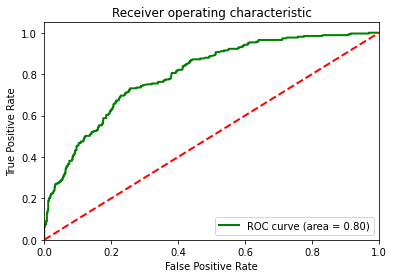 Receiver operating characteristic
True Positive Rate
1.0
0.8
0.6
0.4
0.2
0.0
ROC curve (area = 0.80)
0.0 0.2 0.4 0.6 0.8 1.0
False Positive Rate